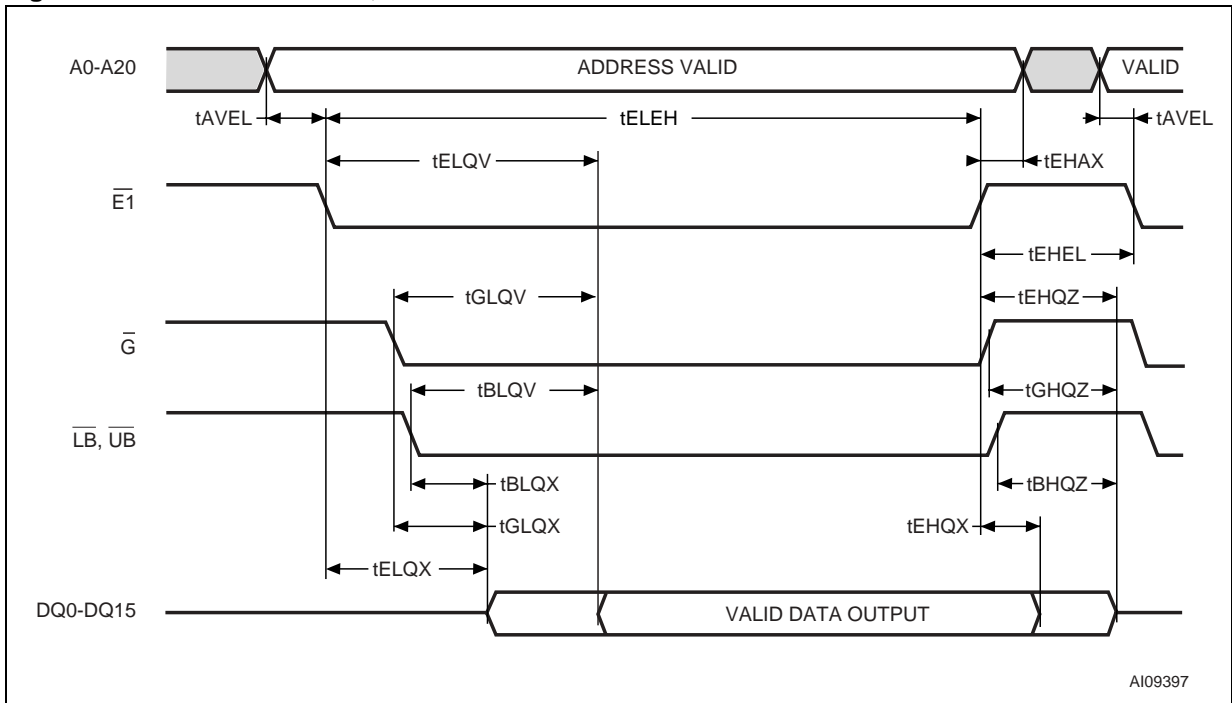 A0-A20
ADDRESS VALID
VALID
tAVEL
tELEH
tAVEL
tELQV
tEHAX
E1
tEHEL
tGLQV
tEHQZ
G
tBLQV
tGHQZ
LB, UB
tBLQX
tBHQZ
tGLQX
tEHQX
tELQX
DQ0-DQ15
VALID DATA OUTPUT
AI09397